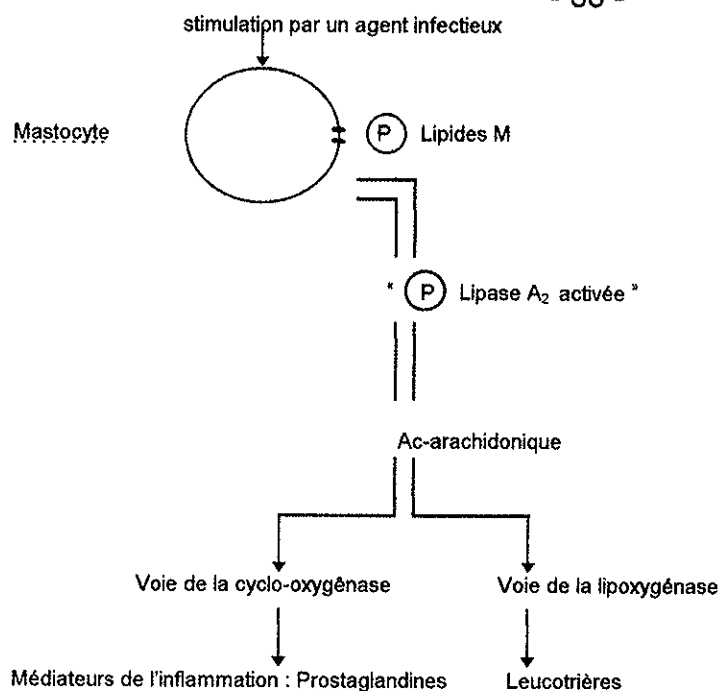 stimulation par un agent infectieux
Mastocyte
P Lipides M
" P Lipase A₂ activée "
Ac-arachidonique
Voie de la cyclo-oxygénase Voie de la lipoxygénase
Médiateurs de l'inflammation : Prostaglandines Leucotrières